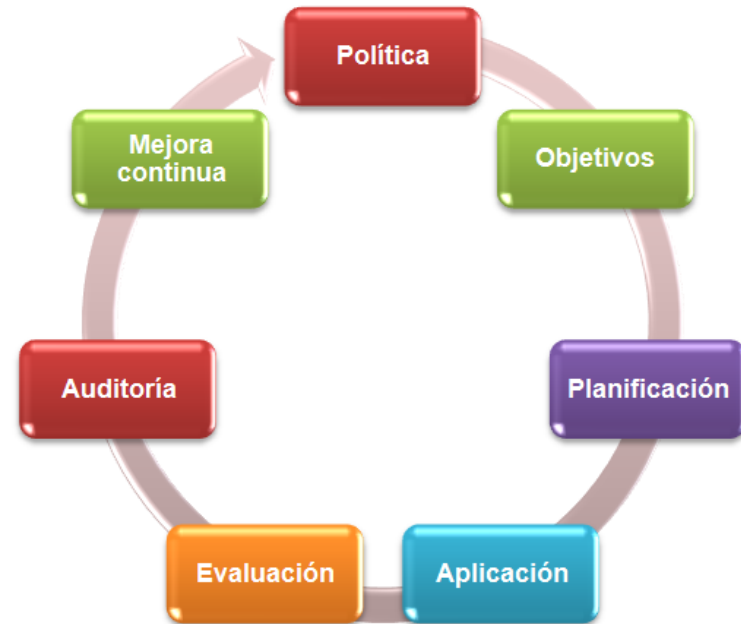 Política
Objetivos
Planificación
Aplicación
Evaluación
Auditoría
Mejora
continua